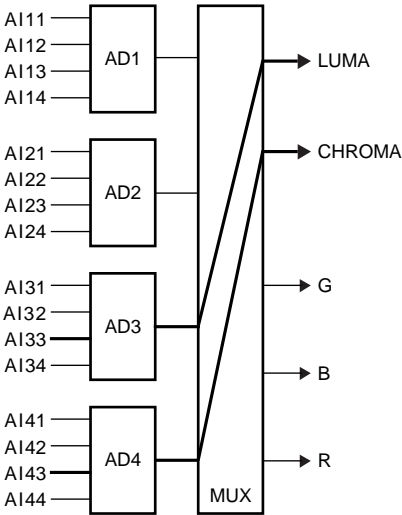 AI11
AI12
AI13
AI14
AD1
AI21
AI22
AI23
AI24
AD2
AI31
AI32
AI33
AI34
AD3
AI41
AI42
AI43
AI44
AD4
MUX
LUMA
CHROMA
G
B
R